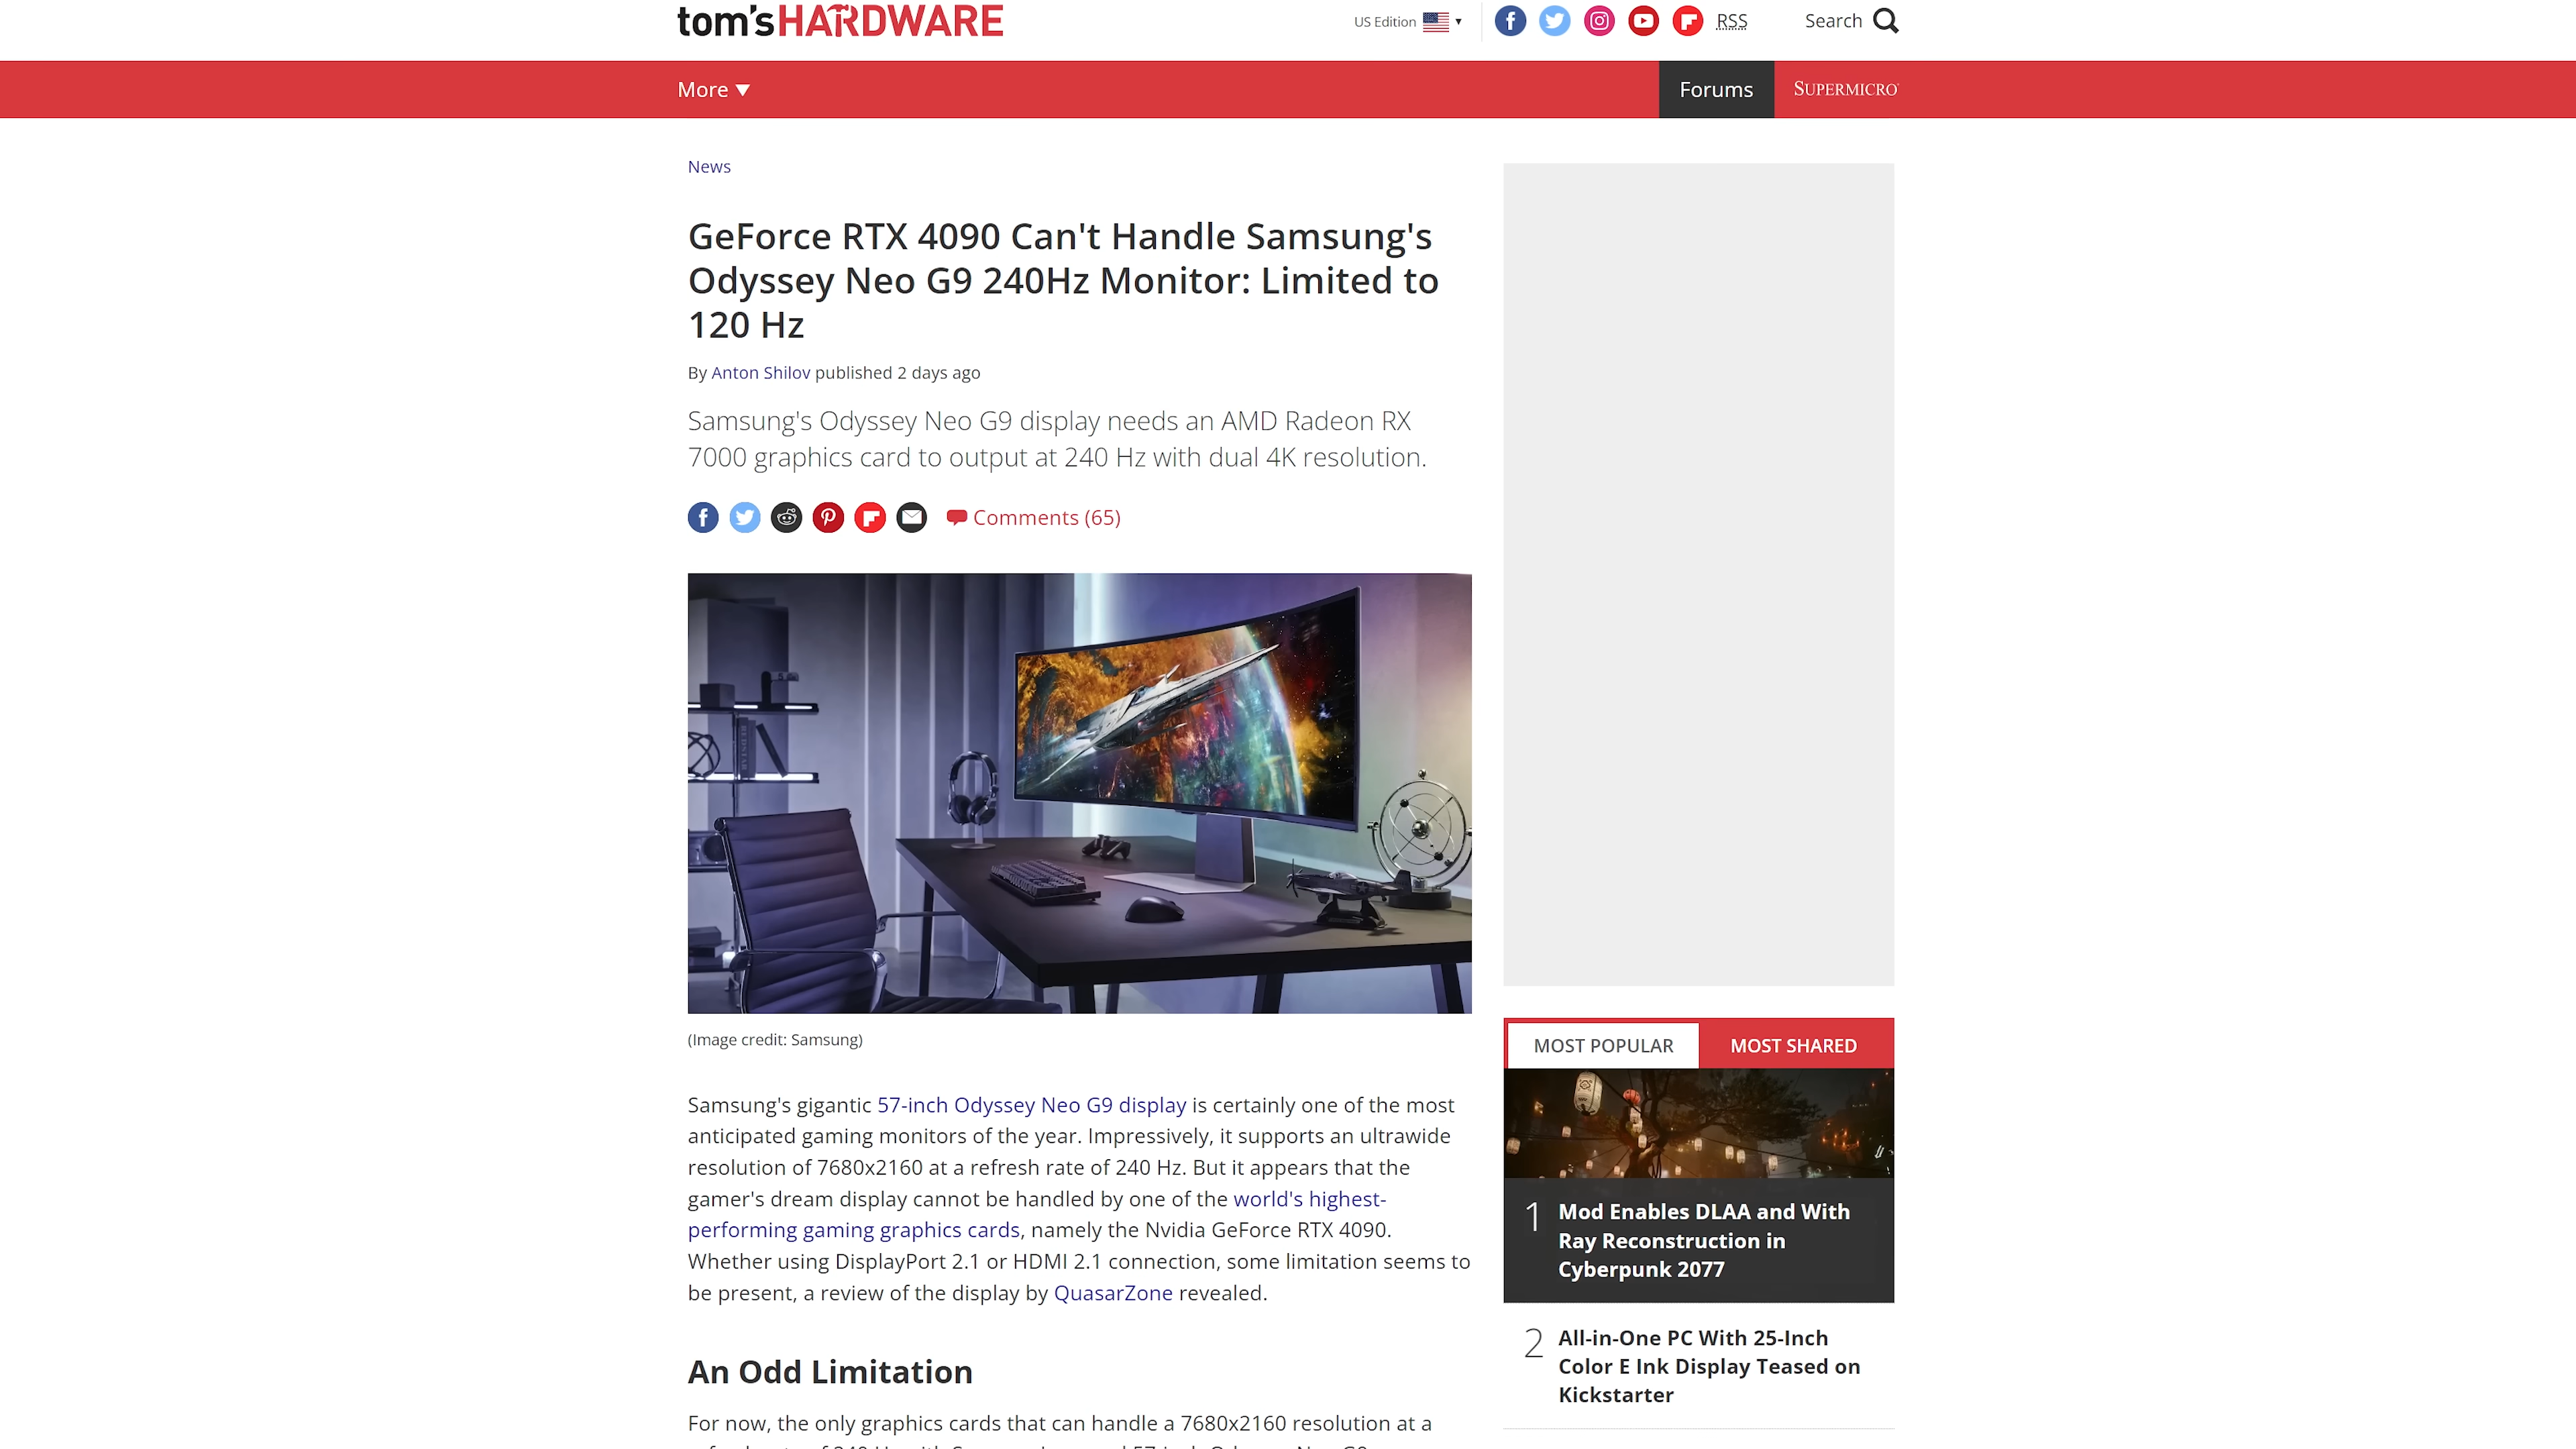 tom'sHARDWARE
US Edition
RSS
Search
More
Forums
SUPERMICRO
News
GeForce RTX 4090 Can't Handle Samsung's
Odyssey Neo G9 240Hz Monitor: Limited to
120 Hz
By Anton Shilov published 2 days ago
Samsung's Odyssey Neo G9 display needs an AMD Radeon RX
7000 graphics card to output at 240 Hz with dual 4K resolution.
Comments (65)
(Image credit: Samsung)
Samsung's gigantic 57-inch Odyssey Neo G9 display is certainly one of the most
anticipated gaming monitors of the year. Impressively, it supports an ultrawide
resolution of 7680x2160 at a refresh rate of 240 Hz. But it appears that the
gamer's dream display cannot be handled by one of the world's highest-
performing gaming graphics cards, namely the Nvidia GeForce RTX 4090.
Whether using DisplayPort 2.1 or HDMI 2.1 connection, some limitation seems to
be present, a review of the display by QuasarZone revealed.
An Odd Limitation
For now, the only graphics cards that can handle a 7680x2160 resolution at a
MOST POPULAR
MOST SHARED
1
Mod Enables DLAA and With
Ray Reconstruction in
Cyberpunk 2077
2
All-in-One PC With 25-Inch
Color E Ink Display Teased on
Kickstarter